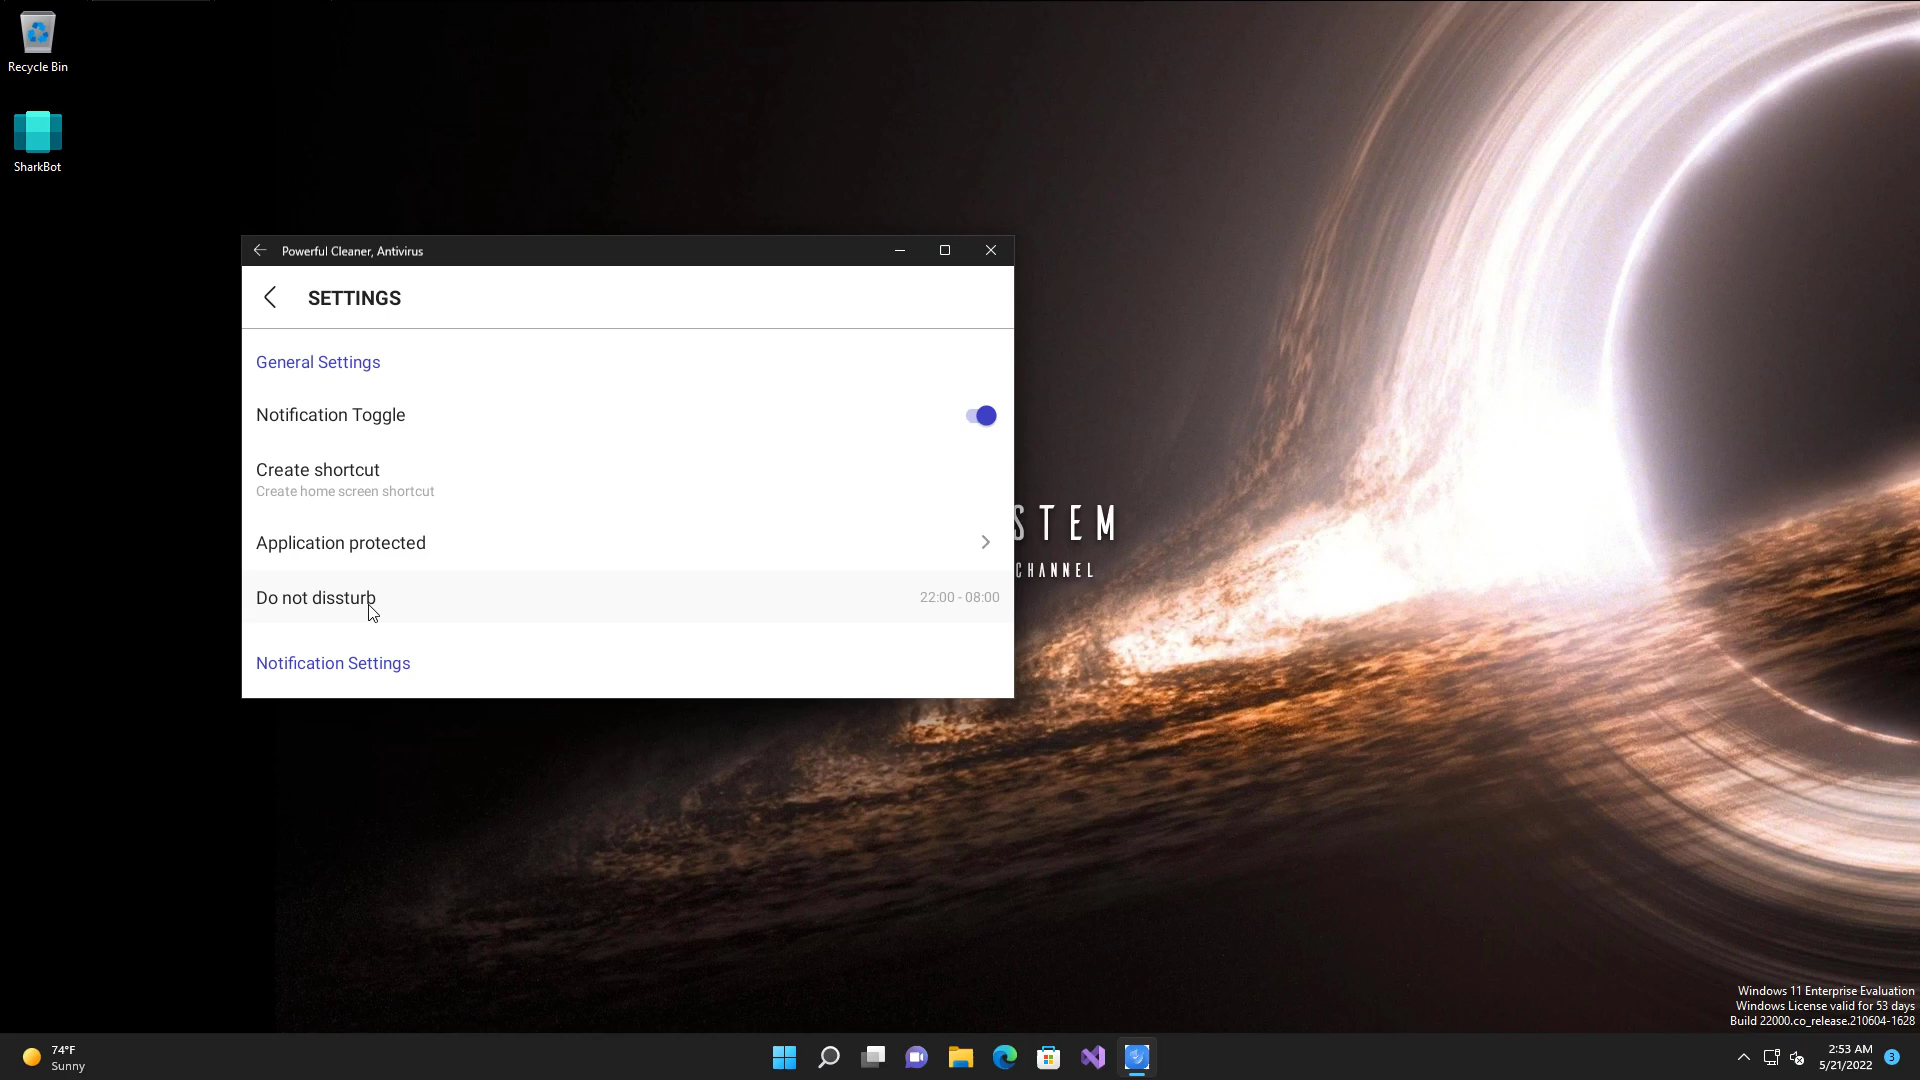 Recycle Bin
SharkBot
Powerful Cleaner, Antivirus
SETTINGS
General Settings
Notification Toggle
Create shortcut
Create home screen shortcut
Application protected
Do not dissturb
22:00 - 08:00
Notification Settings
STEM
CHANNEL
Windows 11 Enterprise Evaluation
Windows License valid for 53 days
Build 22000.co_release.210604-1628
74°F
Sunny
2:53 AM
5/21/2022
3